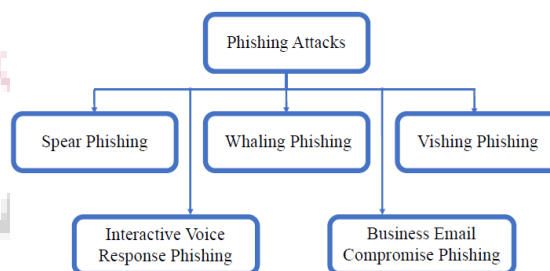 Phishing Attacks
Spear Phishing
Whaling Phishing
Vishing Phishing
Interactive Voice
Response Phishing
Business Email
Compromise Phishing